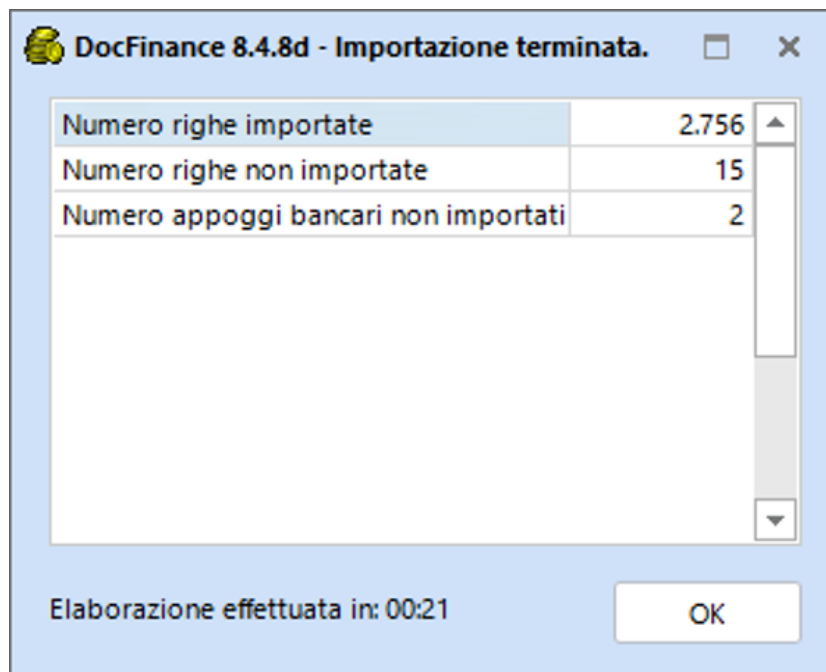 DocFinance 8.4.8d - Importazione terminata.
Numero righe importate 2.756
Numero righe non importate 15
Numero appoggi bancari non importati 2
Elaborazione effettuata in: 00:21
OK